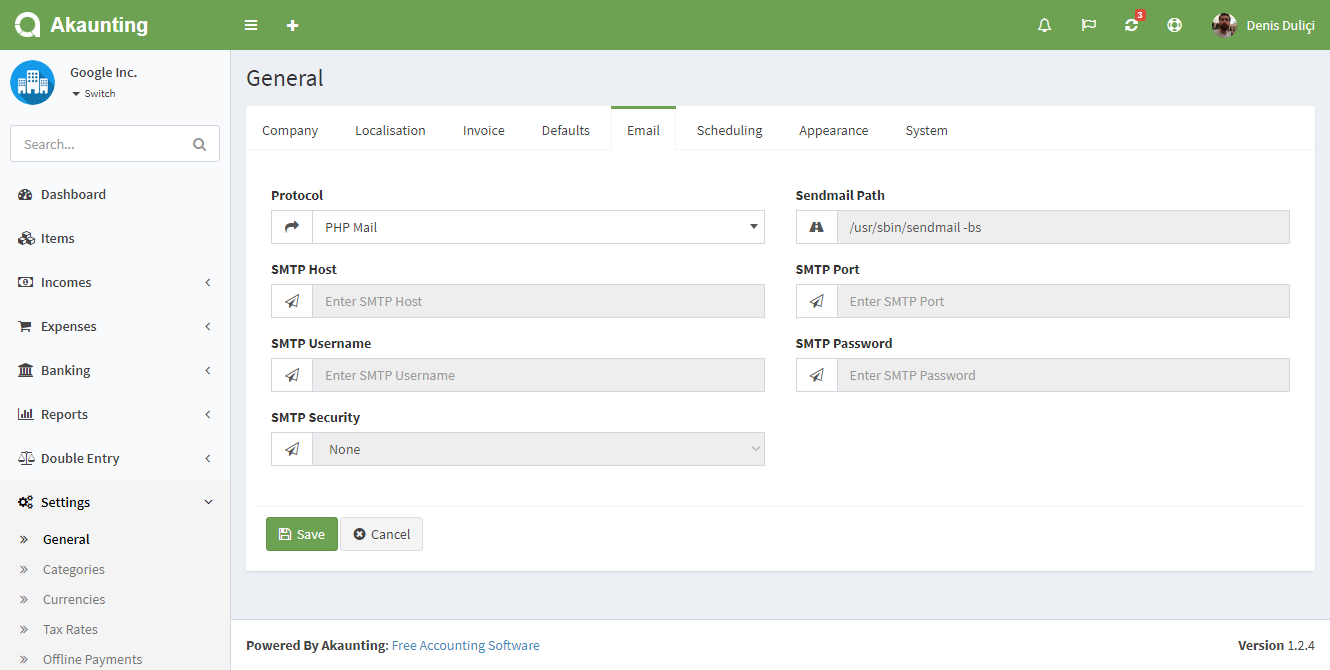 Akaunting
3
Denis Duliçi
Google Inc.
Switch
Search...
Dashboard
Items
Incomes
Expenses
Banking
Reports
Double Entry
Settings
General
Categories
Currencies
Tax Rates
Offline Payments
General
Company Localisation Invoice Defaults Email Scheduling Appearance System
Protocol
PHP Mail
Sendmail Path
/usr/sbin/sendmail -bs
SMTP Host
Enter SMTP Host
SMTP Port
Enter SMTP Port
SMTP Username
Enter SMTP Username
SMTP Password
Enter SMTP Password
SMTP Security
None
Save Cancel
Powered By Akaunting: Free Accounting Software
Version 1.2.4